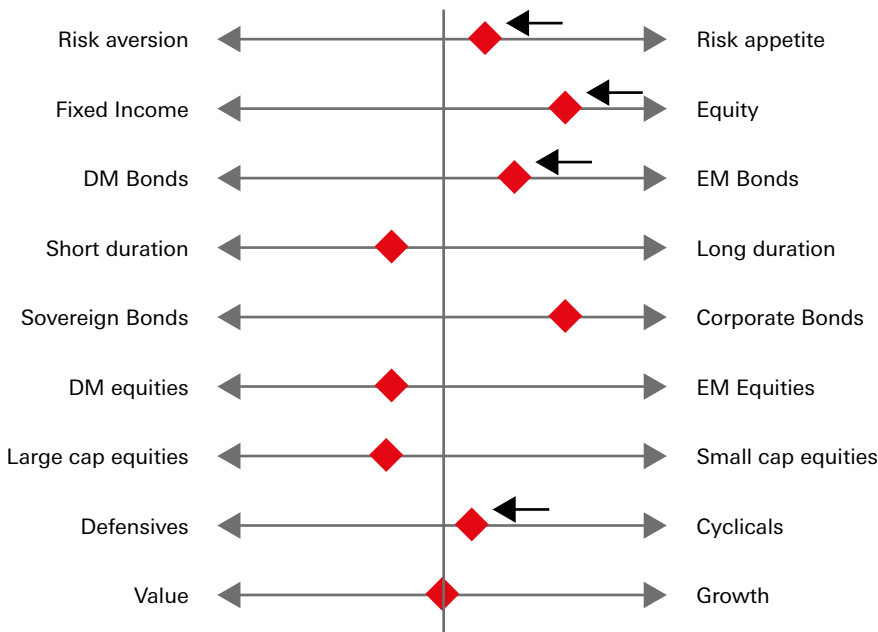 Risk aversion Risk appetite
Fixed Income Equity
DM Bonds EM Bonds
Short duration Long duration
Sovereign Bonds Corporate Bonds
DM equities EM Equities
Large cap equities Small cap equities
Defensives Cyclicals
Value Growth